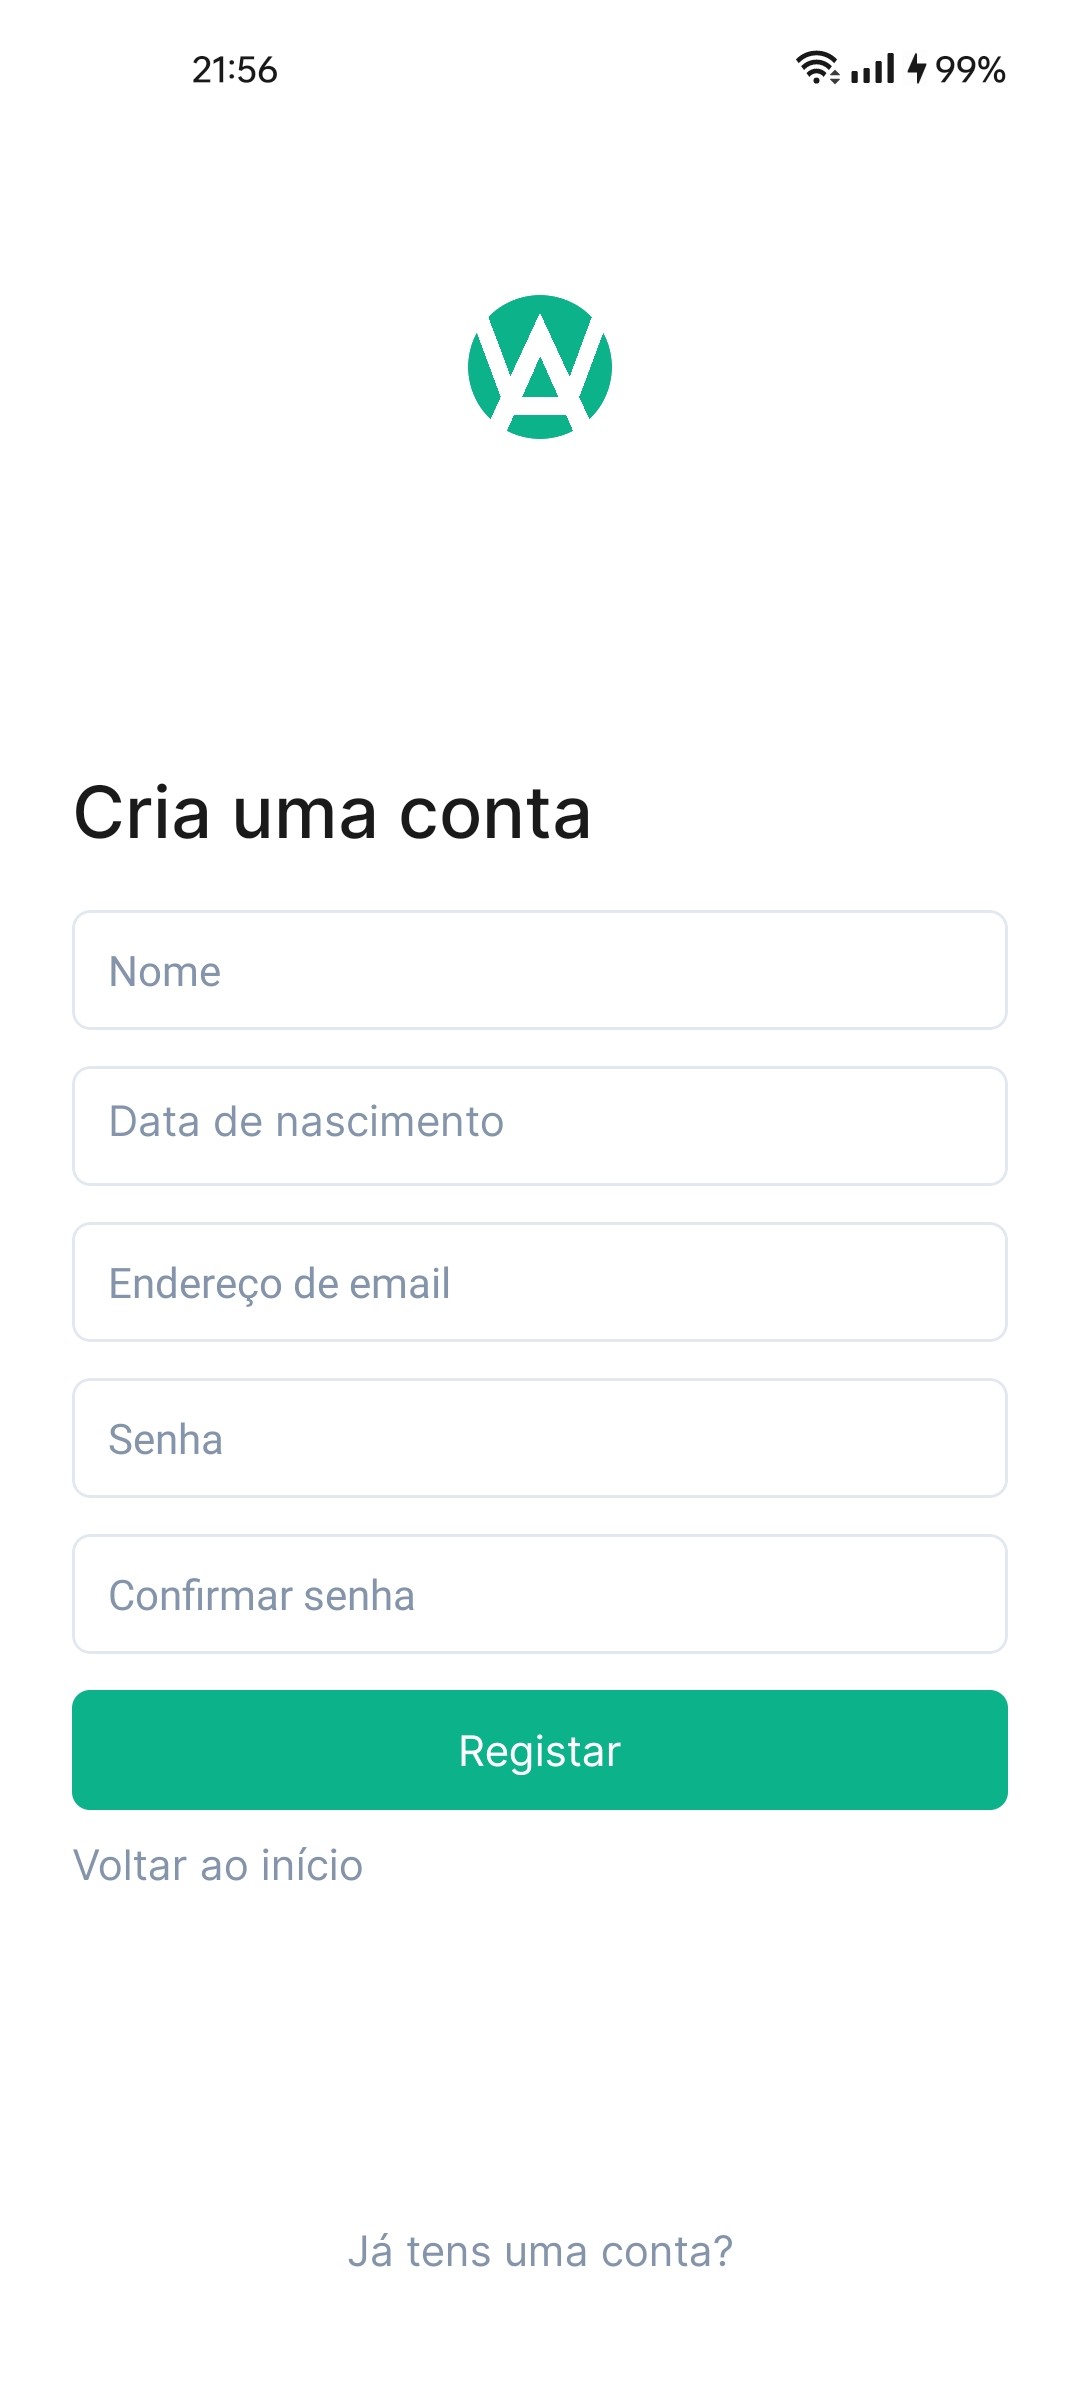 21:56 99%
Cria uma conta
Nome
Data de nascimento
Endereço de email
Senha
Confirmar senha
Registar
Voltar ao início
Já tens uma conta?